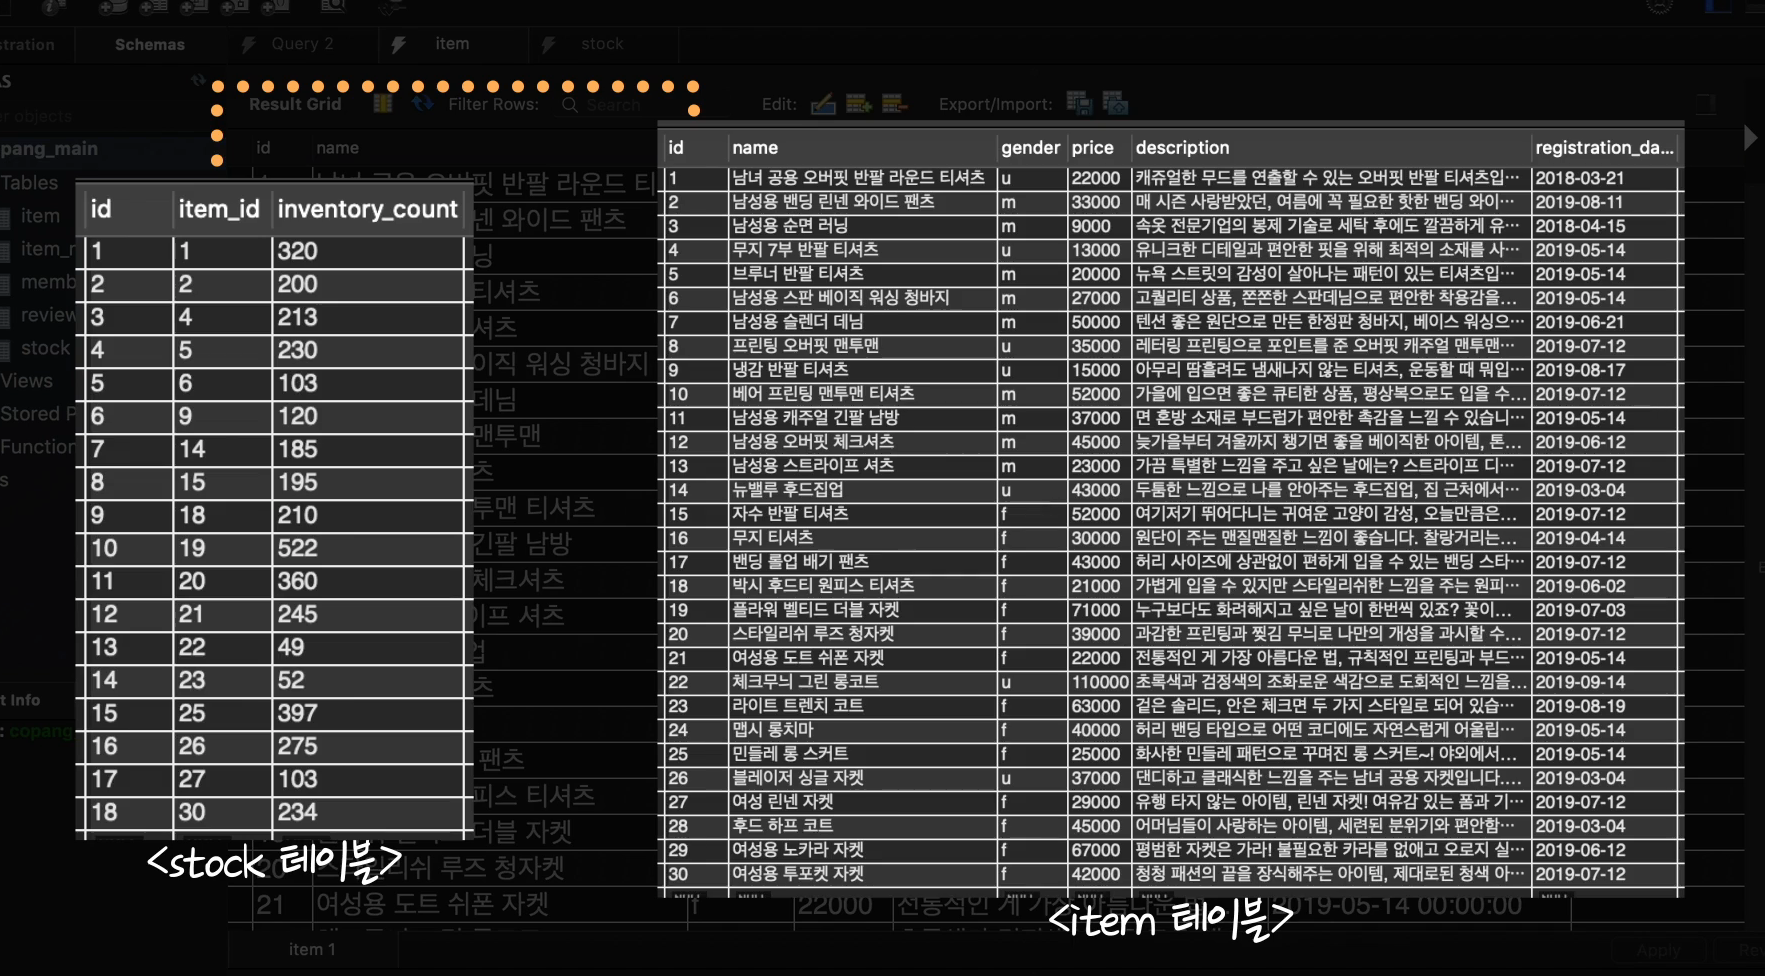 stration Schemas Query 2 item stock
AS
er objects
pang_main
Tables
item
item_r
memb
review
stock
Views
Stored P
Function
s
t Info
: copang
Result Grid Filter Rows: Search Edit: Export/Import:
id name
id item_id inventory_count
1 1 320
2 2 200
3 4 213
4 5 230
5 6 103
6 9 120
7 14 185
8 15 195
9 18 210
10 19 522
11 20 360
12 21 245
13 22 49
14 23 52
15 25 397
16 26 275
17 27 103
18 30 234
<stock 테이블>
id name gender price description registration_da...
1 남녀 공용 오버핏 반팔 라운드 티셔츠 u 22000 캐쥬얼한 무드를 연출할 수 있는 오버핏 반팔 티셔츠입… 2018-03-21
2 남성용 밴딩 린넨 와이드 팬츠 m 33000 매 시즌 사랑받았던, 여름에 꼭 필요한 핫한 밴딩 와이… 2019-08-11
3 남성용 순면 러닝 m 9000 속옷 전문기업의 봉제 기술로 세탁 후에도 깔끔하게 유… 2018-04-15
4 무지 7부 반팔 티셔츠 u 13000 유니크한 디테일과 편안한 핏을 위해 최적의 소재를 사… 2019-05-14
5 브루너 반팔 티셔츠 m 20000 뉴욕 스트릿의 감성이 살아나는 패턴이 있는 티셔츠입… 2019-05-14
6 남성용 스판 베이직 워싱 청바지 m 27000 고퀄리티 상품, 쫀쫀한 스판데님으로 편안한 착용감을... 2019-05-14
7 남성용 슬렌더 데님 m 50000 텐션 좋은 원단으로 만든 한정판 청바지, 베이스 워싱으… 2019-06-21
8 프린팅 오버핏 맨투맨 u 35000 레터링 프린팅으로 포인트를 준 오버핏 캐주얼 맨투맨… 2019-07-12
9 냉감 반팔 티셔츠 u 15000 아무리 땀흘려도 냄새나지 않는 티셔츠, 운동할 때 뭐입… 2019-08-17
10 베어 프린팅 맨투맨 티셔츠 m 52000 가을에 입으면 좋은 큐티한 상품, 평상복으로도 입을 수... 2019-07-12
11 남성용 캐주얼 긴팔 남방 m 37000 면 혼방 소재로 부드럽가 편안한 촉감을 느낄 수 있습니… 2019-05-14
12 남성용 오버핏 체크셔츠 m 45000 늦가을부터 겨울까지 챙기면 좋을 베이직한 아이템, 톤... 2019-06-12
13 남성용 스트라이프 셔츠 m 23000 가끔 특별한 느낌을 주고 싶은 날에는? 스트라이프 디… 2019-07-12
14 뉴밸루 후드집업 u 43000 두툼한 느낌으로 나를 안아주는 후드집업, 집 근처에서… 2019-03-04
15 자수 반팔 티셔츠 f 52000 여기저기 뛰어다니는 귀여운 고양이 감성, 오늘만큼은... 2019-07-12
16 무지 티셔츠 f 30000 원단이 주는 맨질맨질한 느낌이 좋습니다. 찰랑거리는... 2019-04-14
17 밴딩 롤업 배기 팬츠 f 43000 허리 사이즈에 상관없이 편하게 입을 수 있는 밴딩 스타… 2019-07-12
18 박시 후드티 원피스 티셔츠 f 21000 가볍게 입을 수 있지만 스타일리쉬한 느낌을 주는 원피… 2019-06-02
19 플라워 벨티드 더블 자켓 f 71000 누구보다도 화려해지고 싶은 날이 한번씩 있죠? 꽃이... 2019-07-03
20 스타일리쉬 루즈 청자켓 f 39000 과감한 프린팅과 찢김 무늬로 나만의 개성을 과시할 수... 2019-07-12
21 여성용 도트 쉬폰 자켓 f 22000 전통적인 게 가장 아름다운 법, 규칙적인 프린팅과 부드… 2019-05-14
22 체크무늬 그린 롱코트 u 110000 초록색과 검정색의 조화로운 색감으로 도회적인 느낌을... 2019-09-14
23 라이트 트렌치 코트 f 63000 겉은 솔리드, 안은 체크면 두 가지 스타일로 되어 있습… 2019-08-19
24 맵시 롱치마 f 40000 허리 밴딩 타입으로 어떤 코디에도 자연스럽게 어울립… 2019-05-14
25 민들레 롱 스커트 f 25000 화사한 민들레 패턴으로 꾸며진 롱 스커트~! 야외에서... 2019-05-14
26 블레이저 싱글 자켓 u 37000 댄디하고 클래식한 느낌을 주는 남녀 공용 자켓입니다.... 2019-03-04
27 여성 린넨 자켓 f 29000 유행 타지 않는 아이템, 린넨 자켓! 여유감 있는 폼과 기… 2019-07-12
28 후드 하프 코트 f 45000 어머님들이 사랑하는 아이템, 세련된 분위기와 편안함… 2019-03-04
29 여성용 노카라 자켓 f 67000 평범한 자켓은 가라! 불필요한 카라를 없애고 오로지 실… 2019-06-12
30 여성용 투포켓 자켓 f 42000 청청 패션의 끝을 장식해주는 아이템, 제대로된 청색 아… 2019-07-12
<item 테이블>
21 여성용 도트 쉬폰 자켓 f 22000 2019-05-14 00:00:00
item 1 Apply